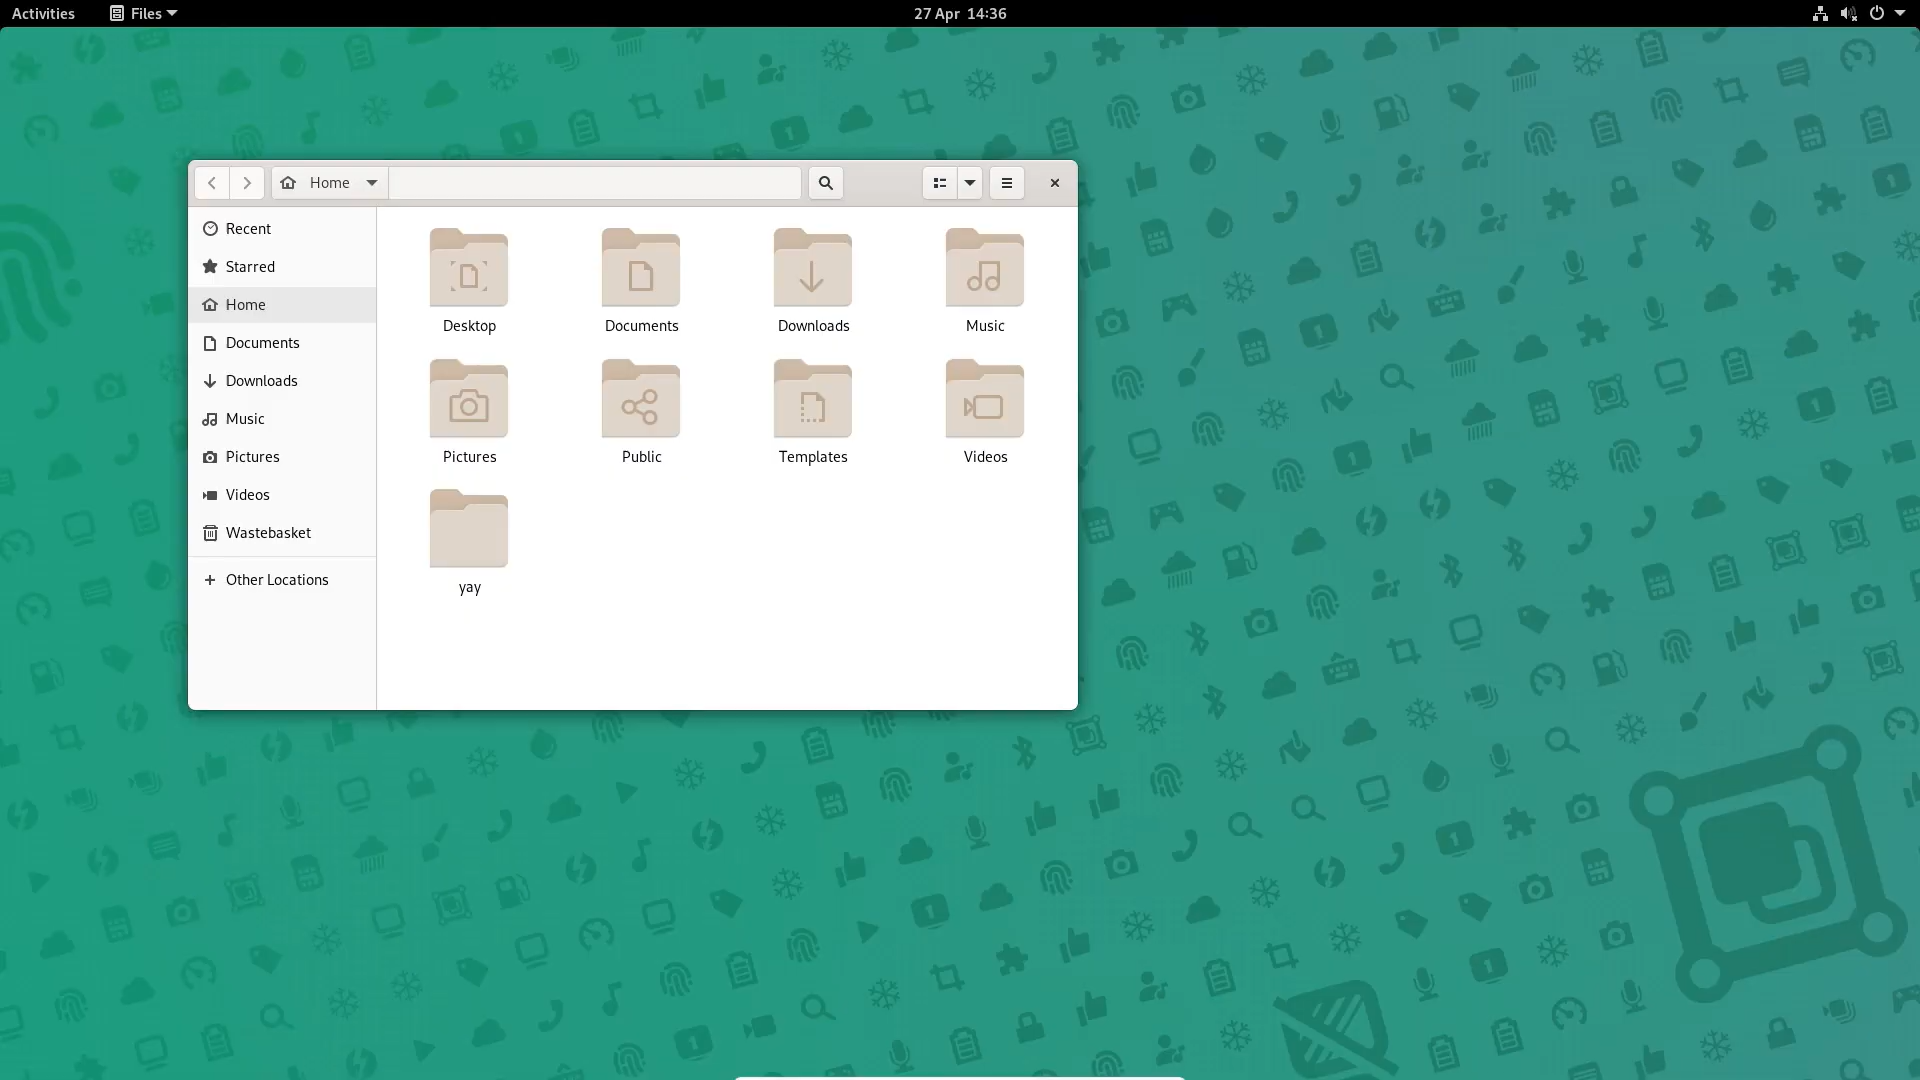 Activities
Files
27 Apr 14:36
Home
Recent
Starred
Home
Documents
Downloads
Music
Pictures
Videos
Wastebasket
Other Locations
Desktop
Documents
Downloads
Music
Pictures
Public
Templates
Videos
yay